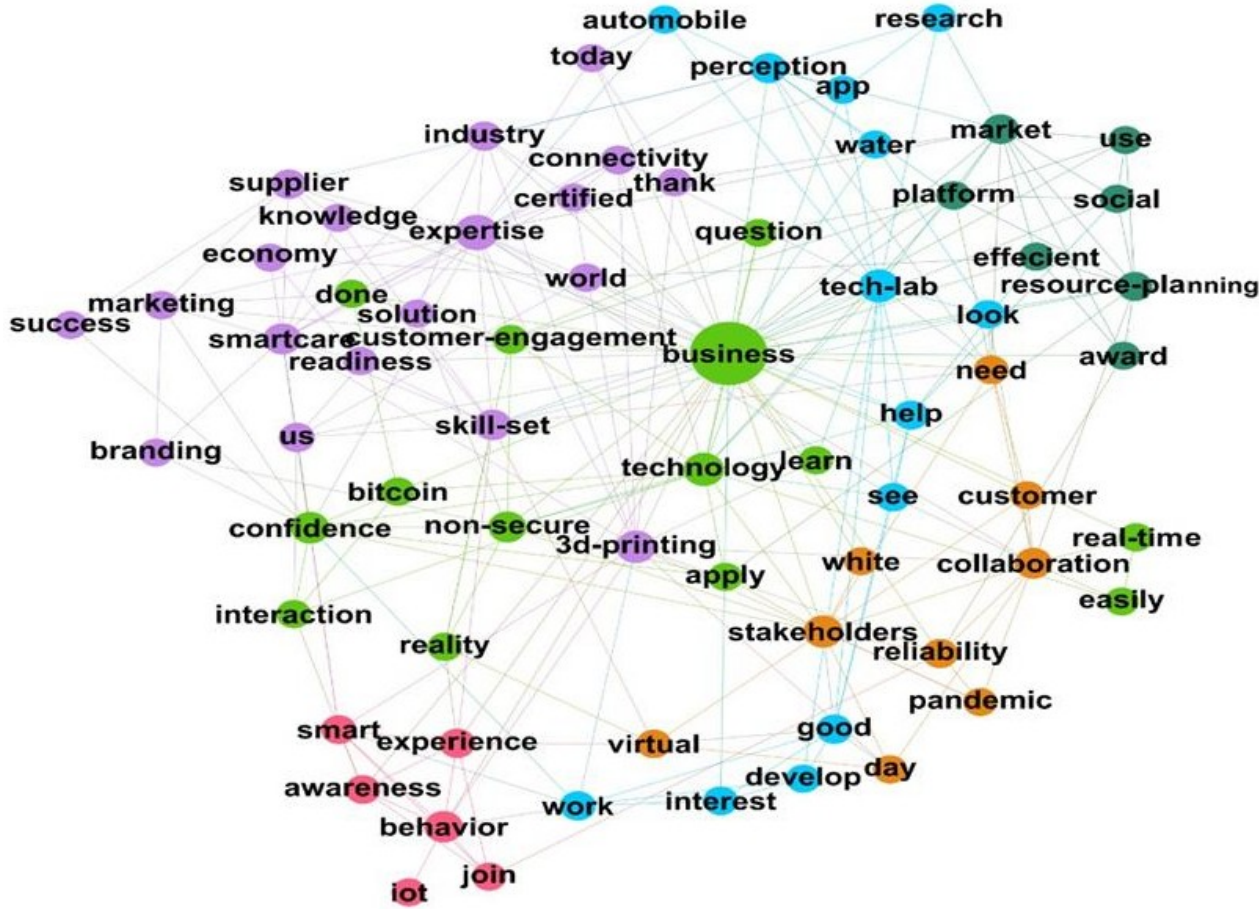 automobile
research
today
perception
app
industry
market
use
connectivity
water
supplier
thank
certified
platform
social
knowledge
expertise
question
economy
world
effecient
tech-lab
resource-planning
done
marketing
solution
look
success
smartcare
customer-engagement
business
readiness
award
need
help
us
skill-set
branding
technology
learn
bitcoin
see
customer
confidence
non-secure
real-time
3d-printing
white
collaboration
apply
easily
interaction
stakeholders
reality
reliability
pandemic
smart
experience
virtual
good
develop
day
awareness
work
interest
behavior
join
iot